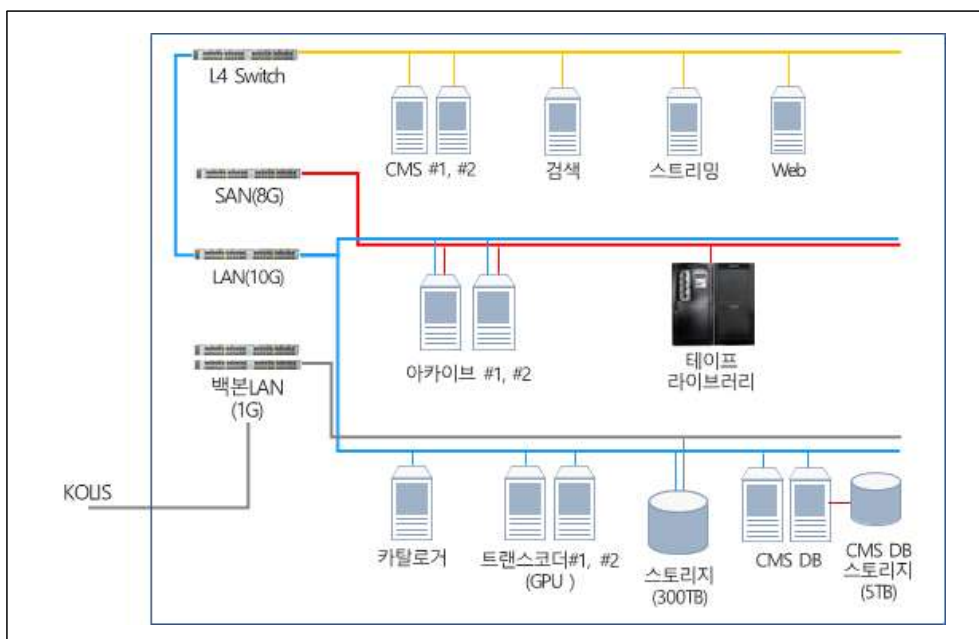 L4 Switch
CMS #1, #2
검색
스트리밍
Web
SAN(8G)
LAN(10G)
아카이브 #1, #2
테이프
라이브러리
백본LAN
(1G)
KOLIS
카탈로거
트랜스코더#1, #2
(GPU )
스토리지
(300TB)
CMS DB
CMS DB
스토리지
(5TB)